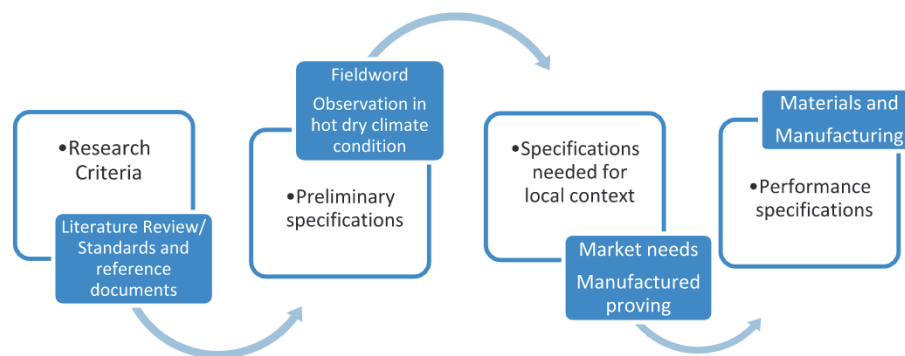 •Research
Criteria
Literature Review/
Standards and
reference
documents
Fieldword
Observation in
hot dry climate
condition
•Preliminary
specifications
•Specifications
needed for
local context
Market needs
Manufactured
proving
Materials and
Manufacturing
•Performance
specifications